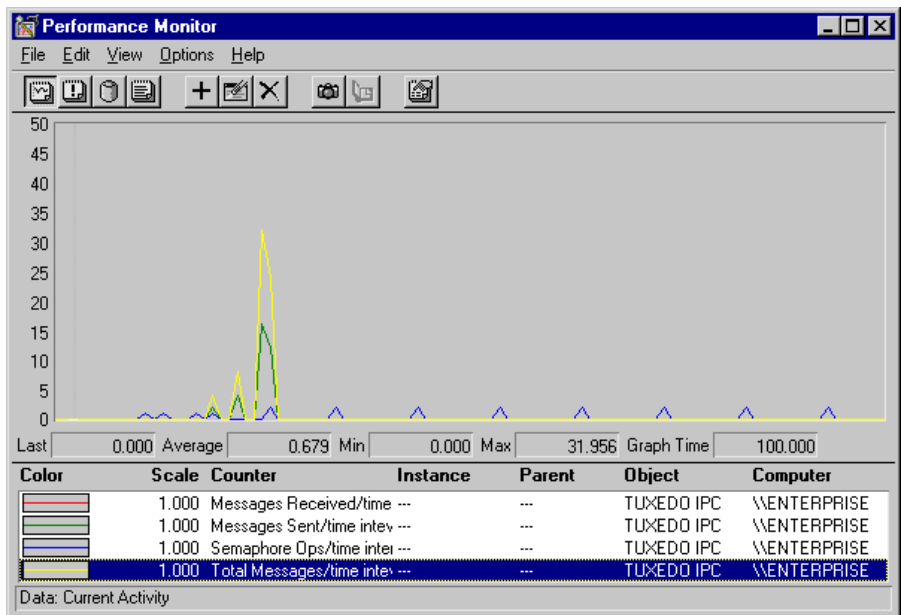 Performance Monitor
File Edit View Options Help
50
45
40
35
30
25
20
15
10
5
0
Last 0.000 Average 0.679 Min 0.000 Max 31.956 Graph Time 100.000
Color Scale Counter Instance Parent Object Computer
1.000 Messages Received/time --- --- TUXEDO IPC \\ENTERPRISE
1.000 Messages Sent/time intev --- --- TUXEDO IPC \\ENTERPRISE
1.000 Semaphore Ops/time inter --- --- TUXEDO IPC \\ENTERPRISE
1.000 Total Messages/time intev --- --- TUXEDO IPC \\ENTERPRISE
Data: Current Activity